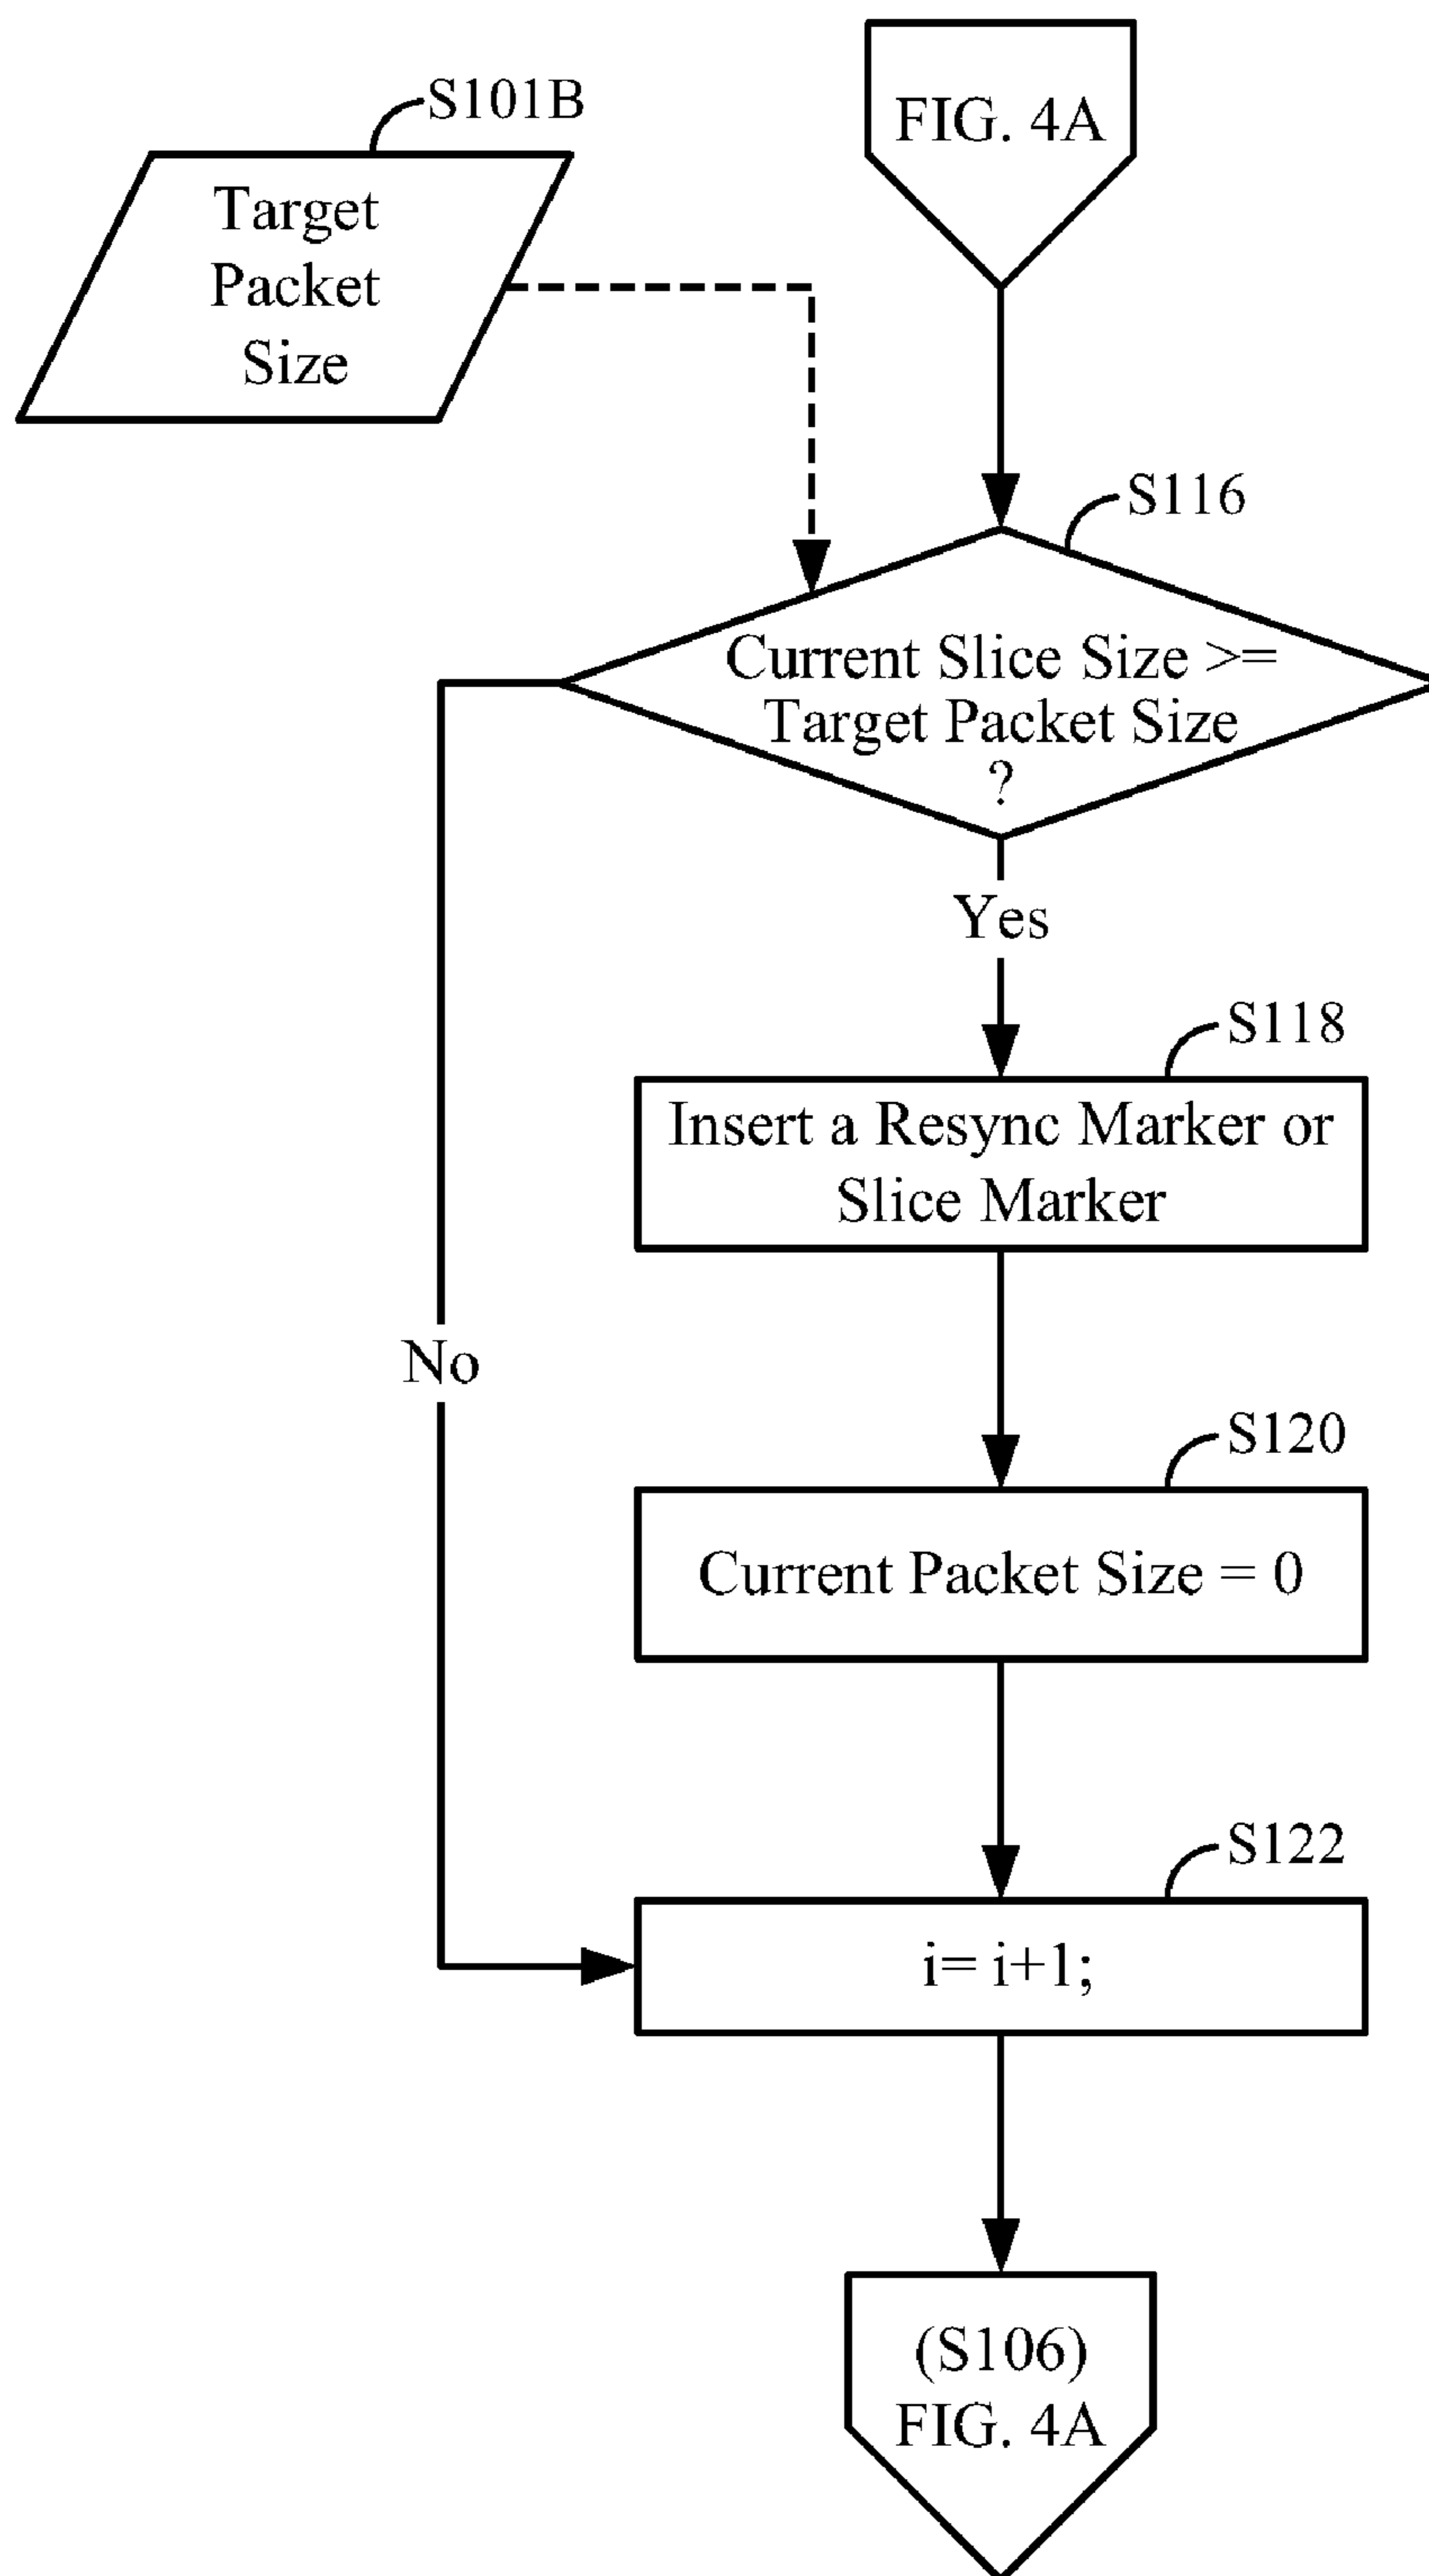 FIG. 4A
S101B
Target
Packet
Size
S116
Current Slice Size >=
Target Packet Size
?
Yes
S118
Insert a Resync Marker or
Slice Marker
No
S120
Current Packet Size = 0
S122
i= i+1;
(S106)
FIG. 4A